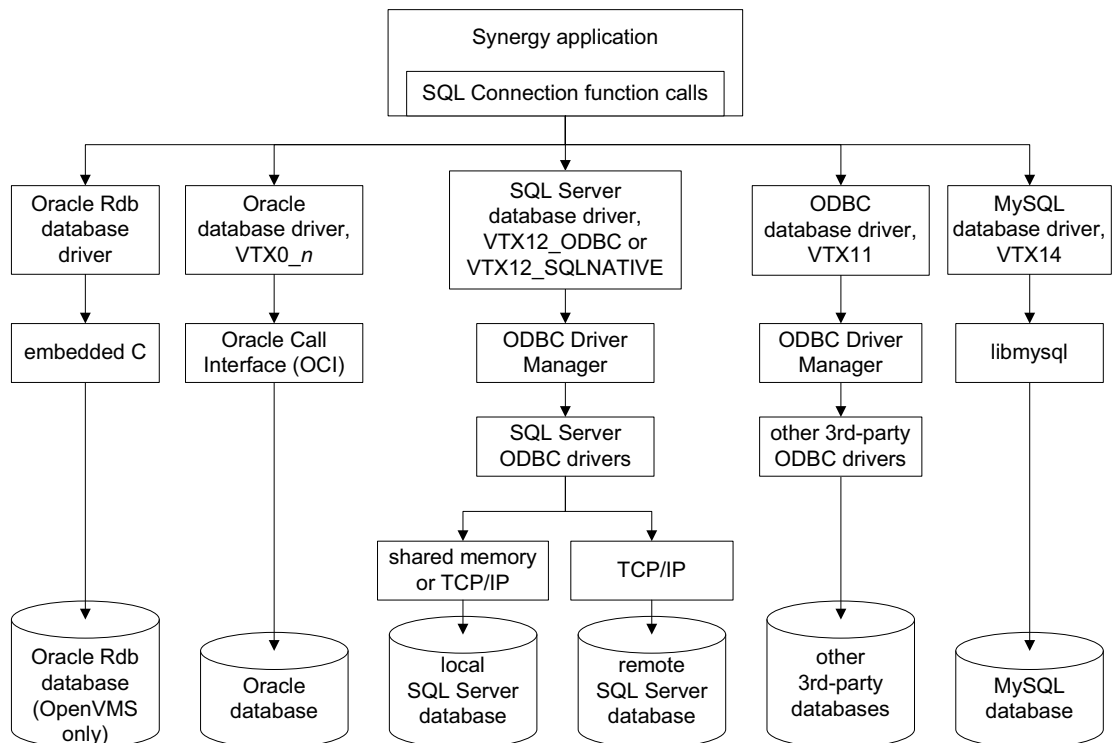 Synergy application
SQL Connection function calls
Oracle Rdb
database
driver
Oracle
database driver,
VTX0_n
SQL Server
database driver,
VTX12_ODBC or
VTX12_SQLNATIVE
ODBC
database driver,
VTX11
MySQL
database driver,
VTX14
embedded C
Oracle Call
Interface (OCI)
ODBC Driver
Manager
ODBC Driver
Manager
libmysql
SQL Server
ODBC drivers
other 3rd-party
ODBC drivers
shared memory
or TCP/IP
TCP/IP
Oracle Rdb
database
(OpenVMS
only)
Oracle
database
local
SQL Server
database
remote
SQL Server
database
other
3rd-party
databases
MySQL
database